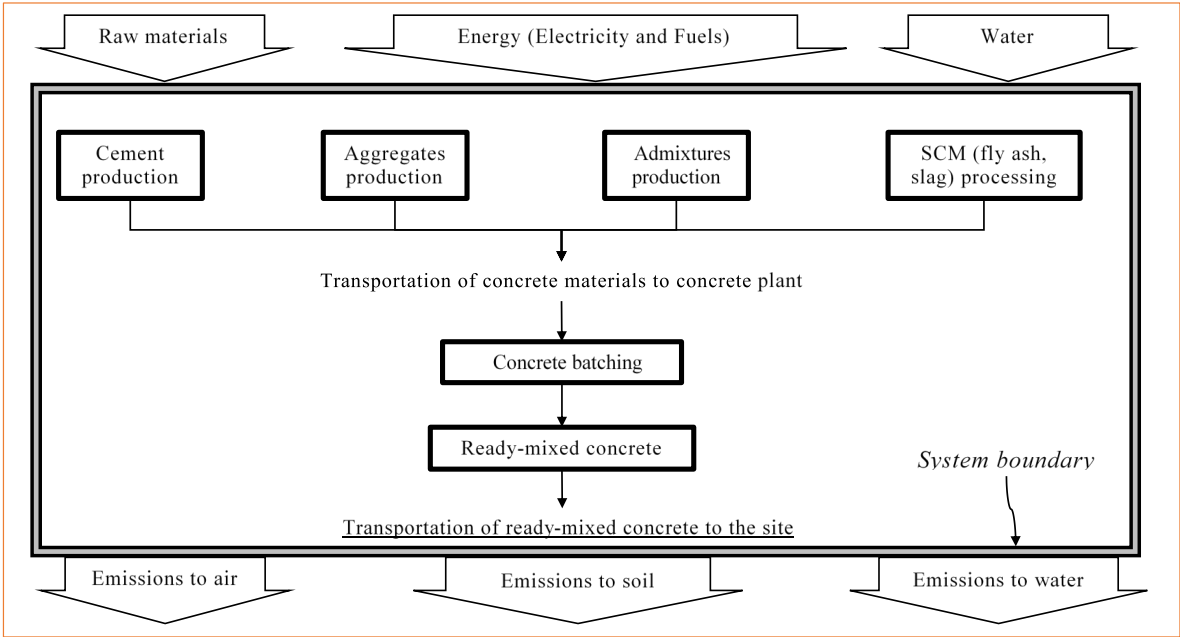 Raw materials
Energy (Electricity and Fuels)
Water
Cement
production
Aggregates
production
Admixtures
production
SCM (fly ash,
slag) processing
Transportation of concrete materials to concrete plant
Concrete batching
Ready-mixed concrete
System boundary
Transportation of ready-mixed concrete to the site
Emissions to air
Emissions to soil
Emissions to water